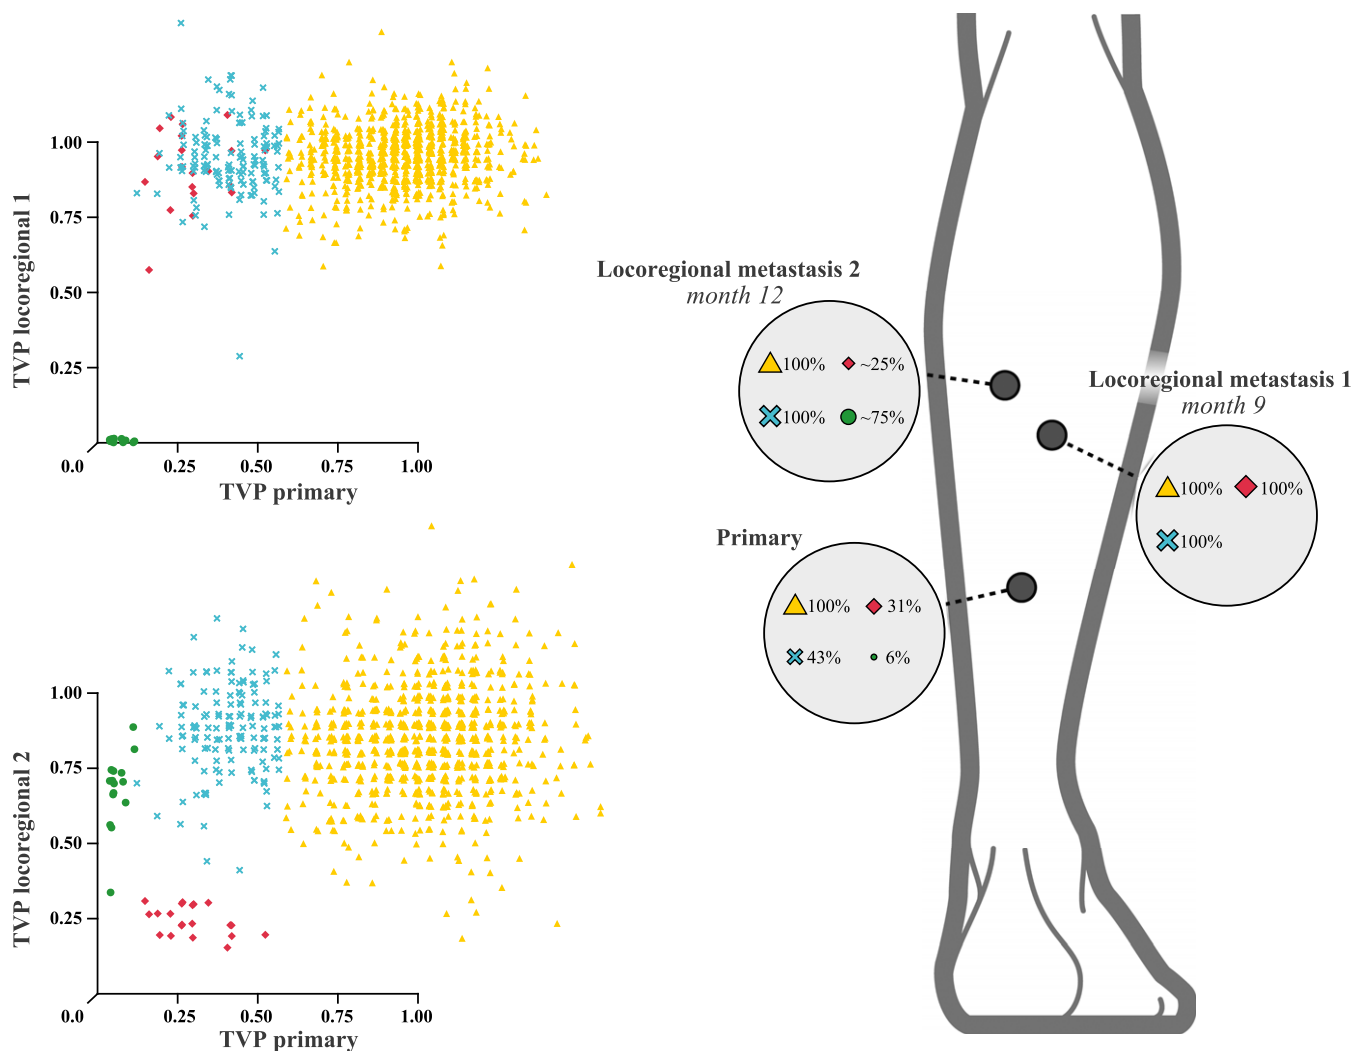 1.00
0.75
0.50
0.25
0.0
0.25
0.50
0.75
1.00
TVP locoregional 1
TVP primary
1.00
0.75
0.50
0.25
0.0
0.25
0.50
0.75
1.00
TVP locoregional 2
TVP primary
Locoregional metastasis 2
month 12
100% ~25%
100% ~75%
Locoregional metastasis 1
month 9
100% 100%
100%
Primary
100% 31%
43% 6%